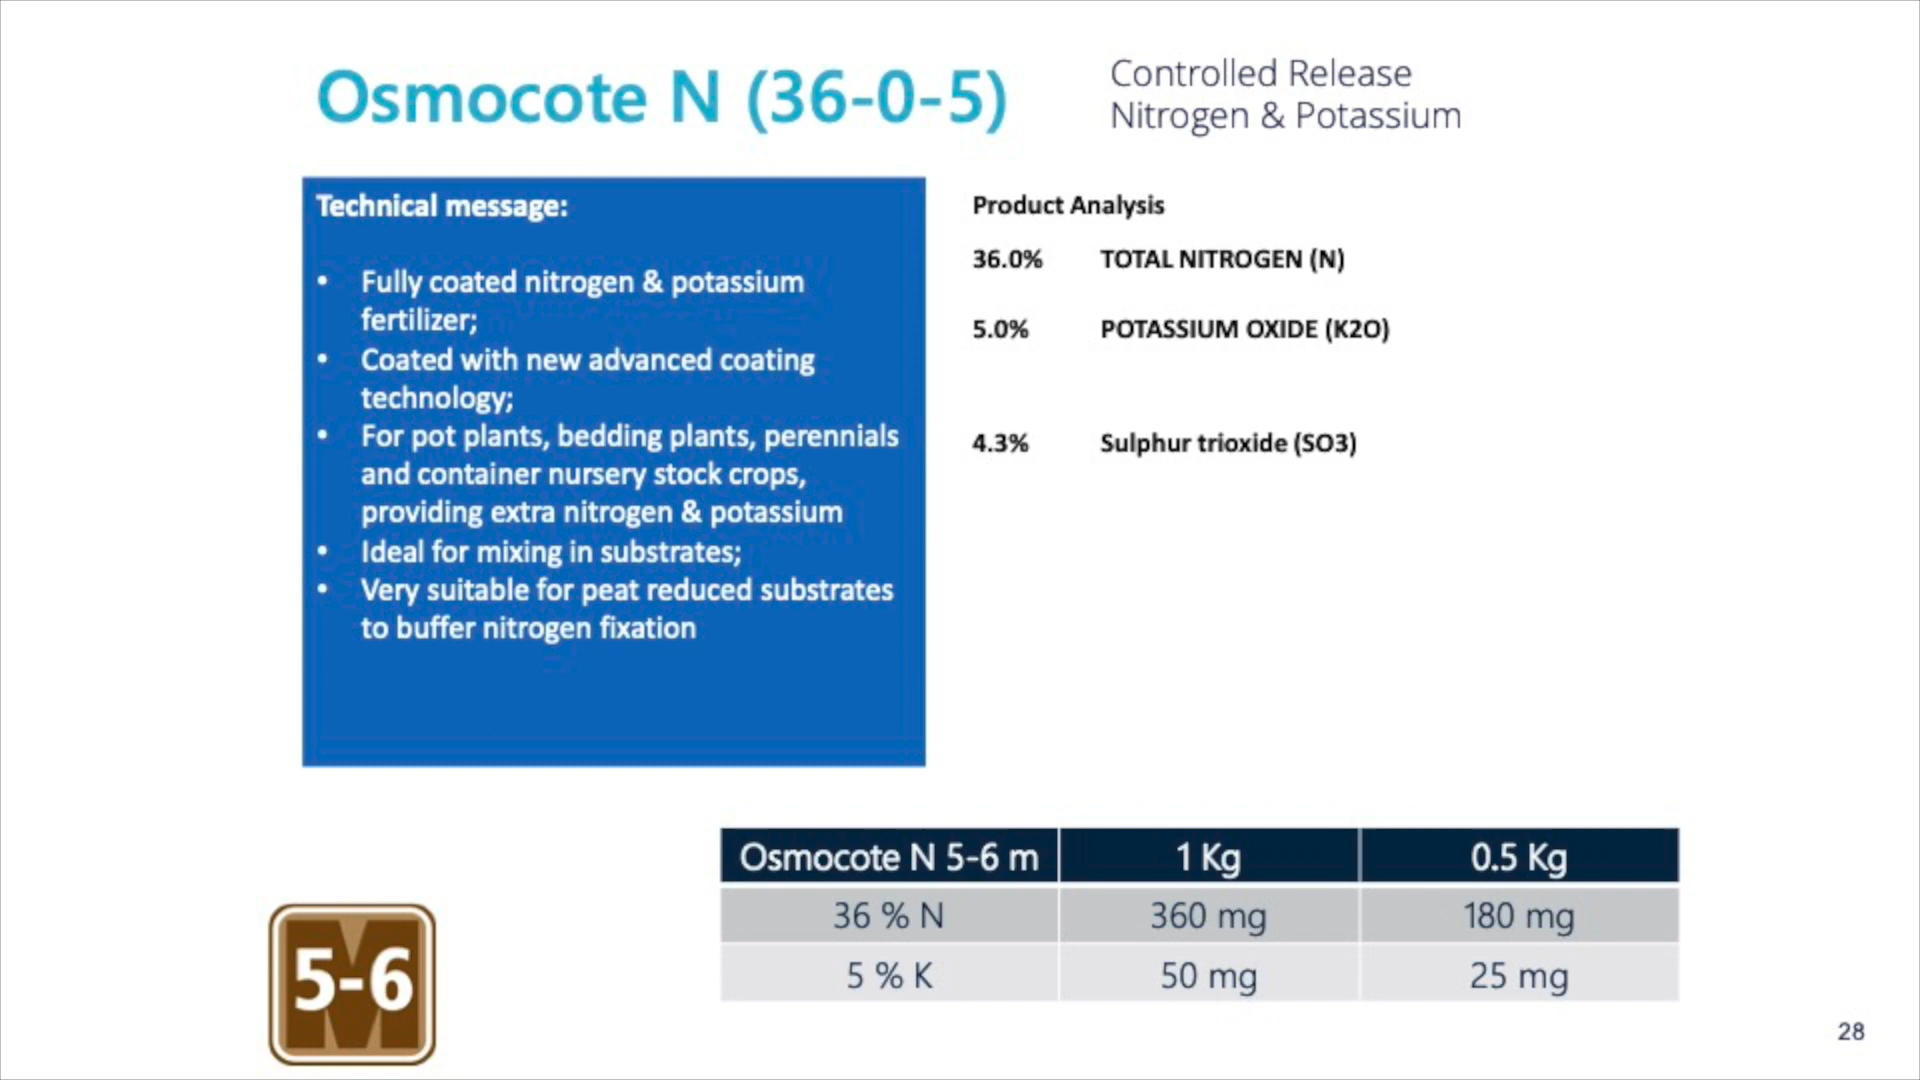 Osmocote N (36-0-5)
Controlled Release
Nitrogen & Potassium
Technical message:
• Fully coated nitrogen & potassium
fertilizer;
• Coated with new advanced coating
technology;
• For pot plants, bedding plants, perennials
and container nursery stock crops,
providing extra nitrogen & potassium
• Ideal for mixing in substrates;
• Very suitable for peat reduced substrates
to buffer nitrogen fixation
Product Analysis
36.0% TOTAL NITROGEN (N)
5.0% POTASSIUM OXIDE (K2O)
4.3% Sulphur trioxide (SO3)
Osmocote N 5-6 m 1 Kg 0.5 Kg
36 % N 360 mg 180 mg
5 % K 50 mg 25 mg
M
5-6
28